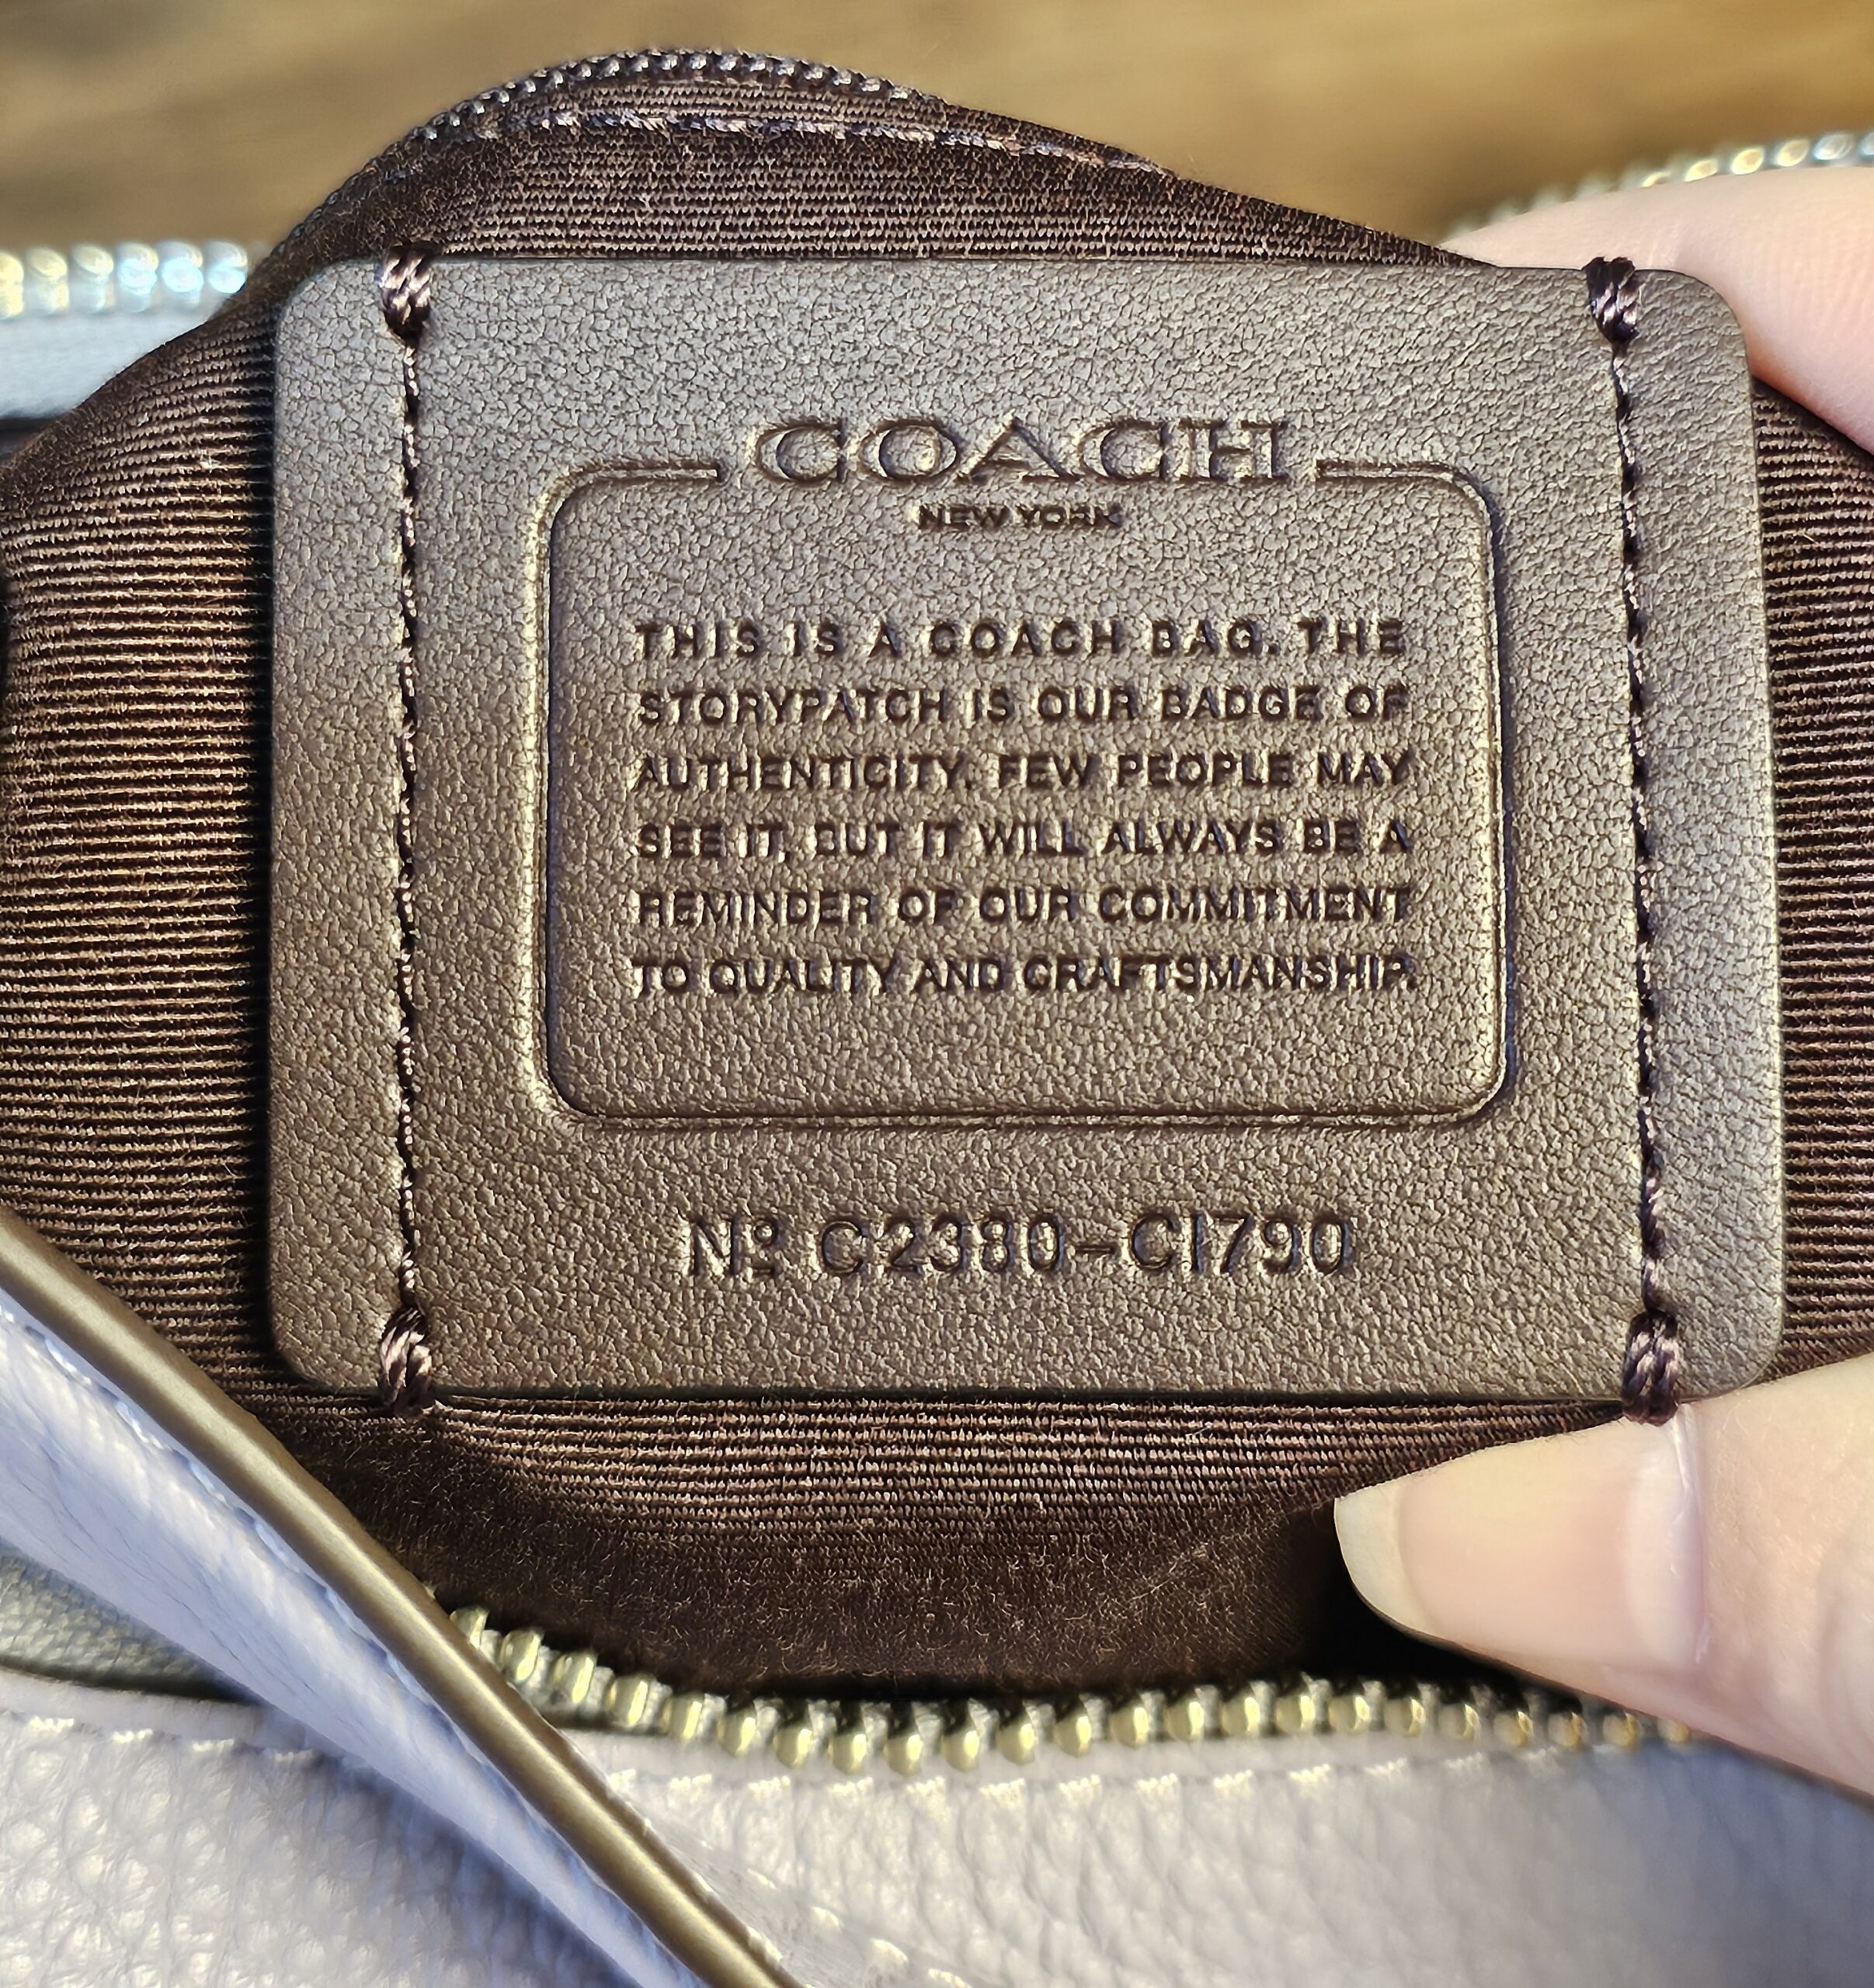 COACH
NEW YORK
THIS IS A COACH BAG. THE
STORYPATCH IS OUR BADGE OF
AUTHENTICITY. FEW PEOPLE MAY
SEE IT, BUT IT WILL ALWAYS BE A
REMINDER OF OUR COMMITMENT
TO QUALITY AND CRAFTSMANSHIP.
Nº C2380-CI790